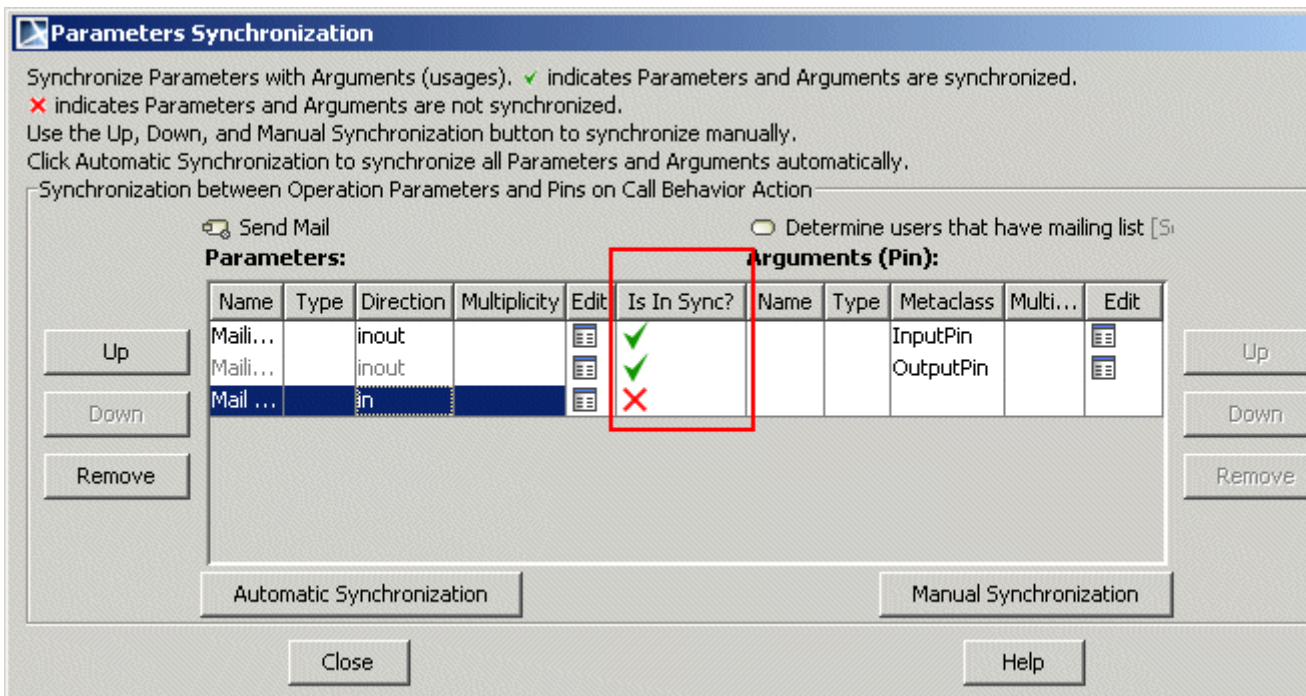 Parameters Synchronization
Synchronize Parameters with Arguments (usages). ✓ indicates Parameters and Arguments are synchronized.
✗ indicates Parameters and Arguments are not synchronized.
Use the Up, Down, and Manual Synchronization button to synchronize manually.
Click Automatic Synchronization to synchronize all Parameters and Arguments automatically.
Synchronization between Operation Parameters and Pins on Call Behavior Action
Send Mail Determine users that have mailing list
Parameters: Arguments (Pin):
Name Type Direction Multiplicity Edit Is In Sync? Name Type Metaclass Multi... Edit
Maili... inout InputPin
Maili... inout OutputPin
Mail ... in
Up Up
Down Down
Remove Remove
Automatic Synchronization Manual Synchronization
Close Help